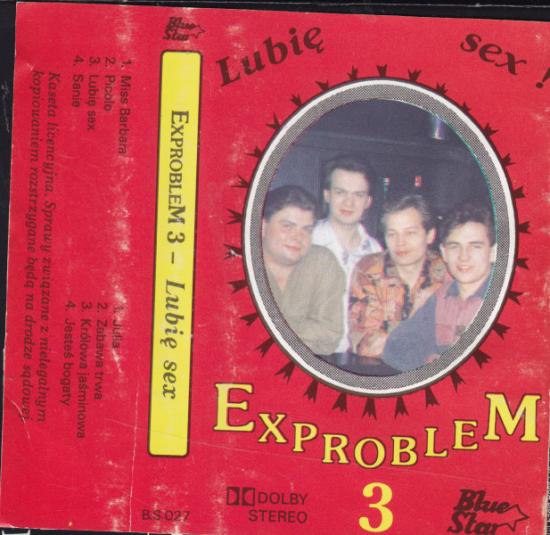 Blue
Star
1. Miss Barbara
2. Picolo
3. Lubię sex
4. Sanie
1. Julia
2. Zabawa trwa
3. Królowa jaśminowa
4. Jesteś bogaty
Kaseta licencyjna. Sprawy związane z nielegalnym
kopiowaniem rozstrzygane będą na drodze sądowej.
EXPROBLEM 3 - Lubię sex
B.S 027
Lubię sex !
EXPROBLEM
3
DOLBY
STEREO
Blue
Star